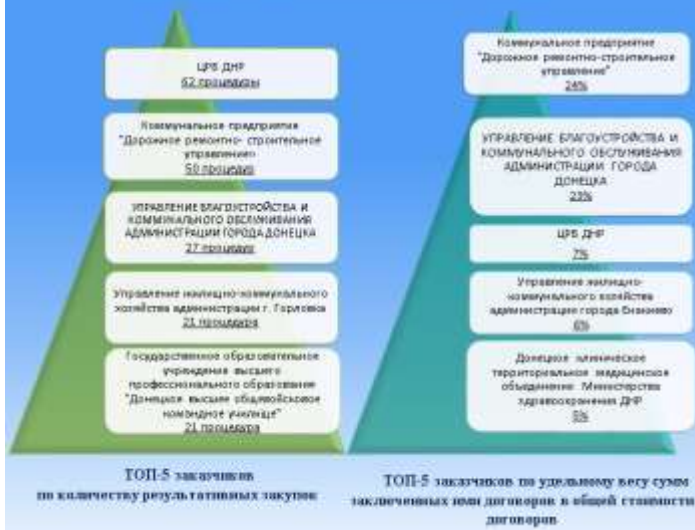 ЦРБ ДНР
62 процедуры
Коммунальное предприятие
"Дорожное ремонтно- строительное
управление»
50 процедур
УПРАВЛЕНИЕ БЛАГОУСТРОЙСТВА И
КОММУНАЛЬНОГО ОБСЛУЖИВАНИЯ
АДМИНИСТРАЦИИ ГОРОДА ДОНЕЦКА
27 процедур
Управление жилищно-коммунального
хозяйства администрации г. Горловка
21 процедура
Государственное образовательное
учреждение высшего
профессионального образования
"Донецкое высшее общевойсковое
командное училище"
21 процедура
ТОП-5 заказчиков
по количеству результативных закупок
Коммунальное предприятие
"Дорожное ремонтно-строительное
управление"
24%
УПРАВЛЕНИЕ БЛАГОУСТРОЙСТВА И
КОММУНАЛЬНОГО ОБСЛУЖИВАНИЯ
АДМИНИСТРАЦИИ ГОРОДА
ДОНЕЦКА
23%
ЦРБ ДНР
7%
Управление жилищно-
коммунального хозяйства
администрации города Енакиево
6%
Донецкое клиническое
территориальное медицинское
объединение Министерства
здравоохранения ДНР
5%
ТОП-5 заказчиков по удельному весу сумм
заключенных ими договоров в общей стоимости
договоров